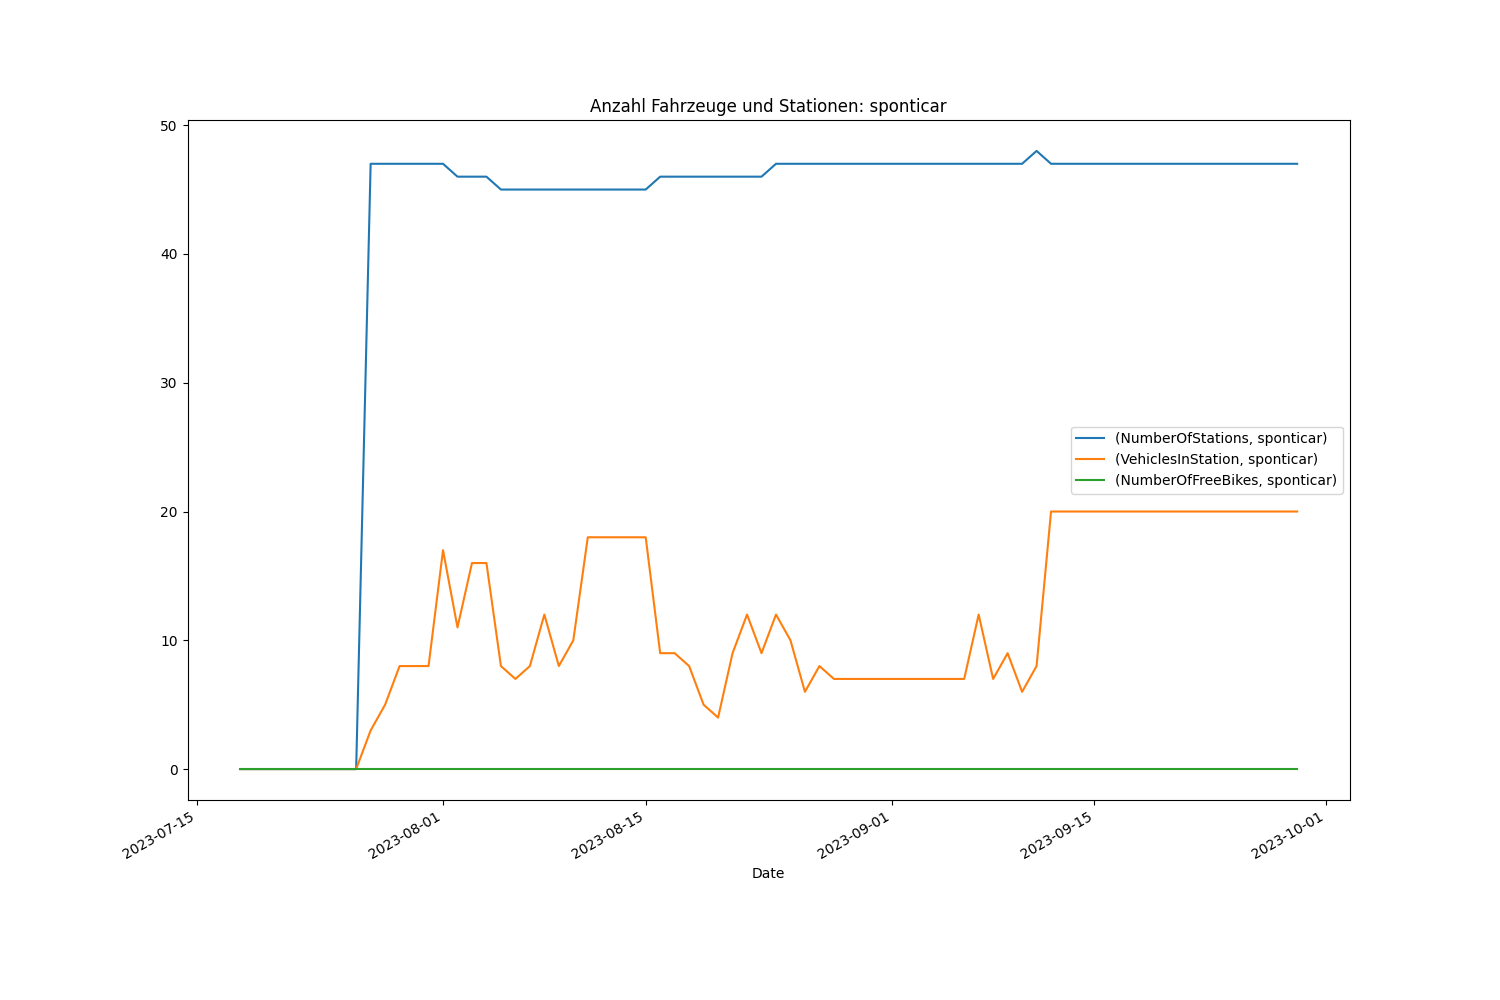 Anzahl Fahrzeuge und Stationen: sponticar
50
40
30
20
10
0
(NumberOfStations, sponticar)
(VehiclesInStation, sponticar)
(NumberOfFreeBikes, sponticar)
2023-07-15
2023-08-01
2023-08-15
2023-09-01
2023-09-15
2023-10-01
Date